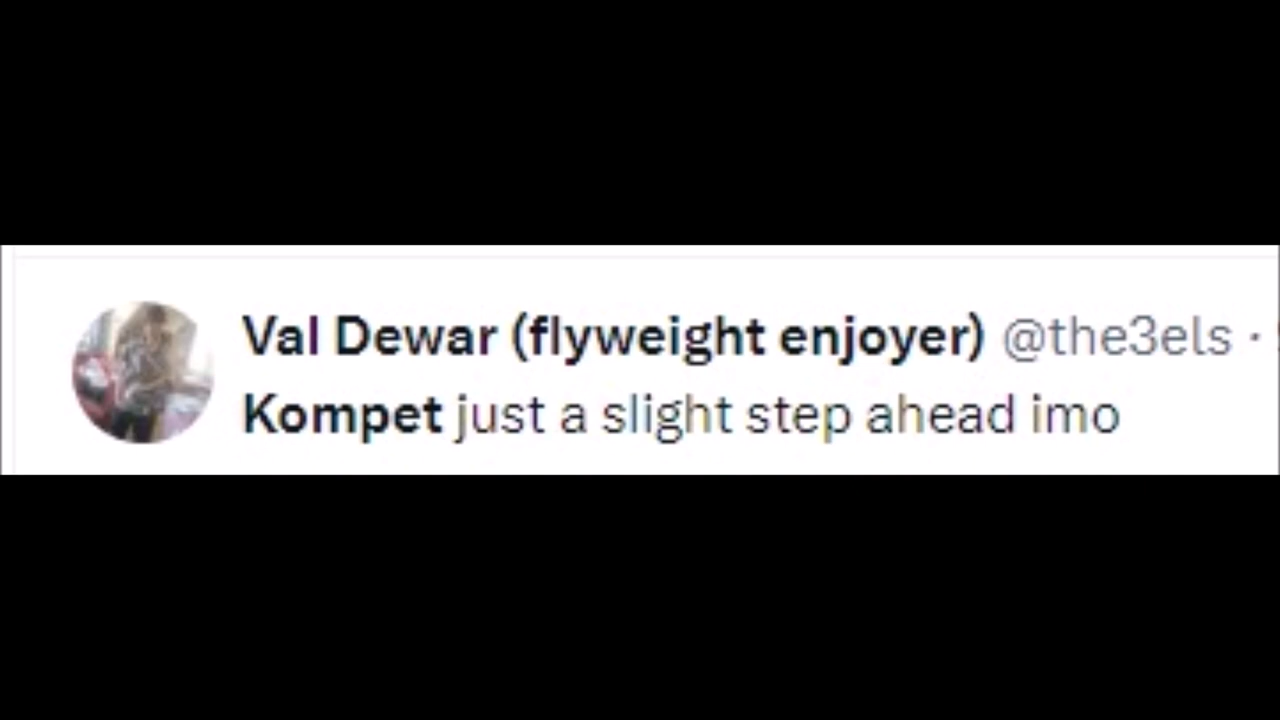 Val Dewar (flyweight enjoyer) @the3els ·
Kompet just a slight step ahead imo